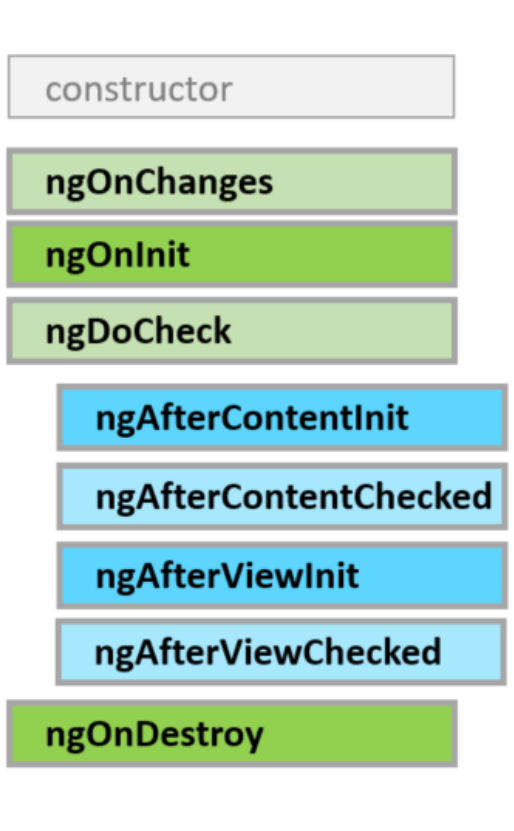 constructor
ngOnChanges
ngOnInit
ngDoCheck
ngAfterContentInit
ngAfterContentChecked
ngAfterViewInit
ngAfterViewChecked
ngOnDestroy